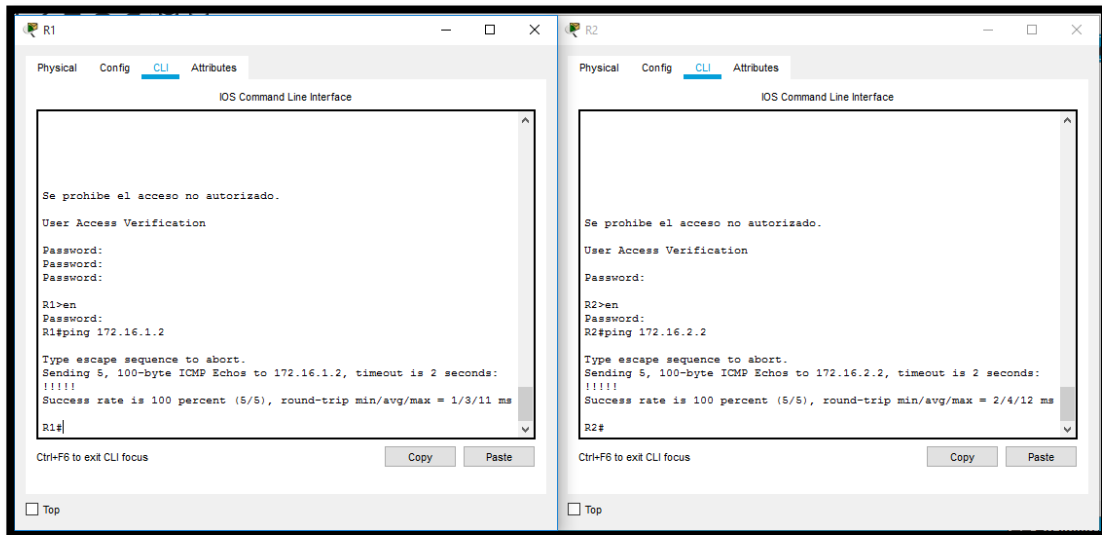 R1
Physical Config CLI Attributes
IOS Command Line Interface
Se prohibe el acceso no autorizado.
User Access Verification
Password:
Password:
Password:
R1>en
Password:
R1#ping 172.16.1.2
Type escape sequence to abort.
Sending 5, 100-byte ICMP Echos to 172.16.1.2, timeout is 2 seconds:
!!!!!
Success rate is 100 percent (5/5), round-trip min/avg/max = 1/3/11 ms
R1#
Ctrl+F6 to exit CLI focus
Copy Paste
Top
R2
Physical Config CLI Attributes
IOS Command Line Interface
Se prohibe el acceso no autorizado.
User Access Verification
Password:
R2>en
Password:
R2#ping 172.16.2.2
Type escape sequence to abort.
Sending 5, 100-byte ICMP Echos to 172.16.2.2, timeout is 2 seconds:
!!!!!
Success rate is 100 percent (5/5), round-trip min/avg/max = 2/4/12 ms
R2#
Ctrl+F6 to exit CLI focus
Copy Paste
Top